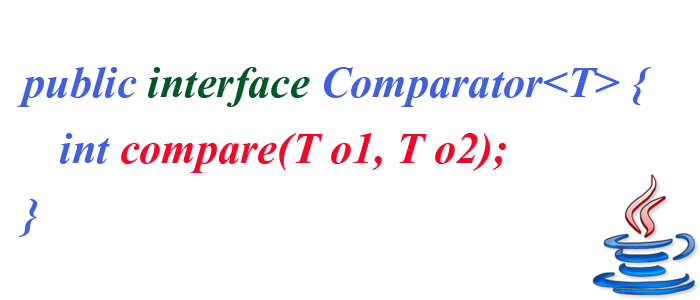 public interface Comparator<T> {
int compare(T o1, T o2);
}